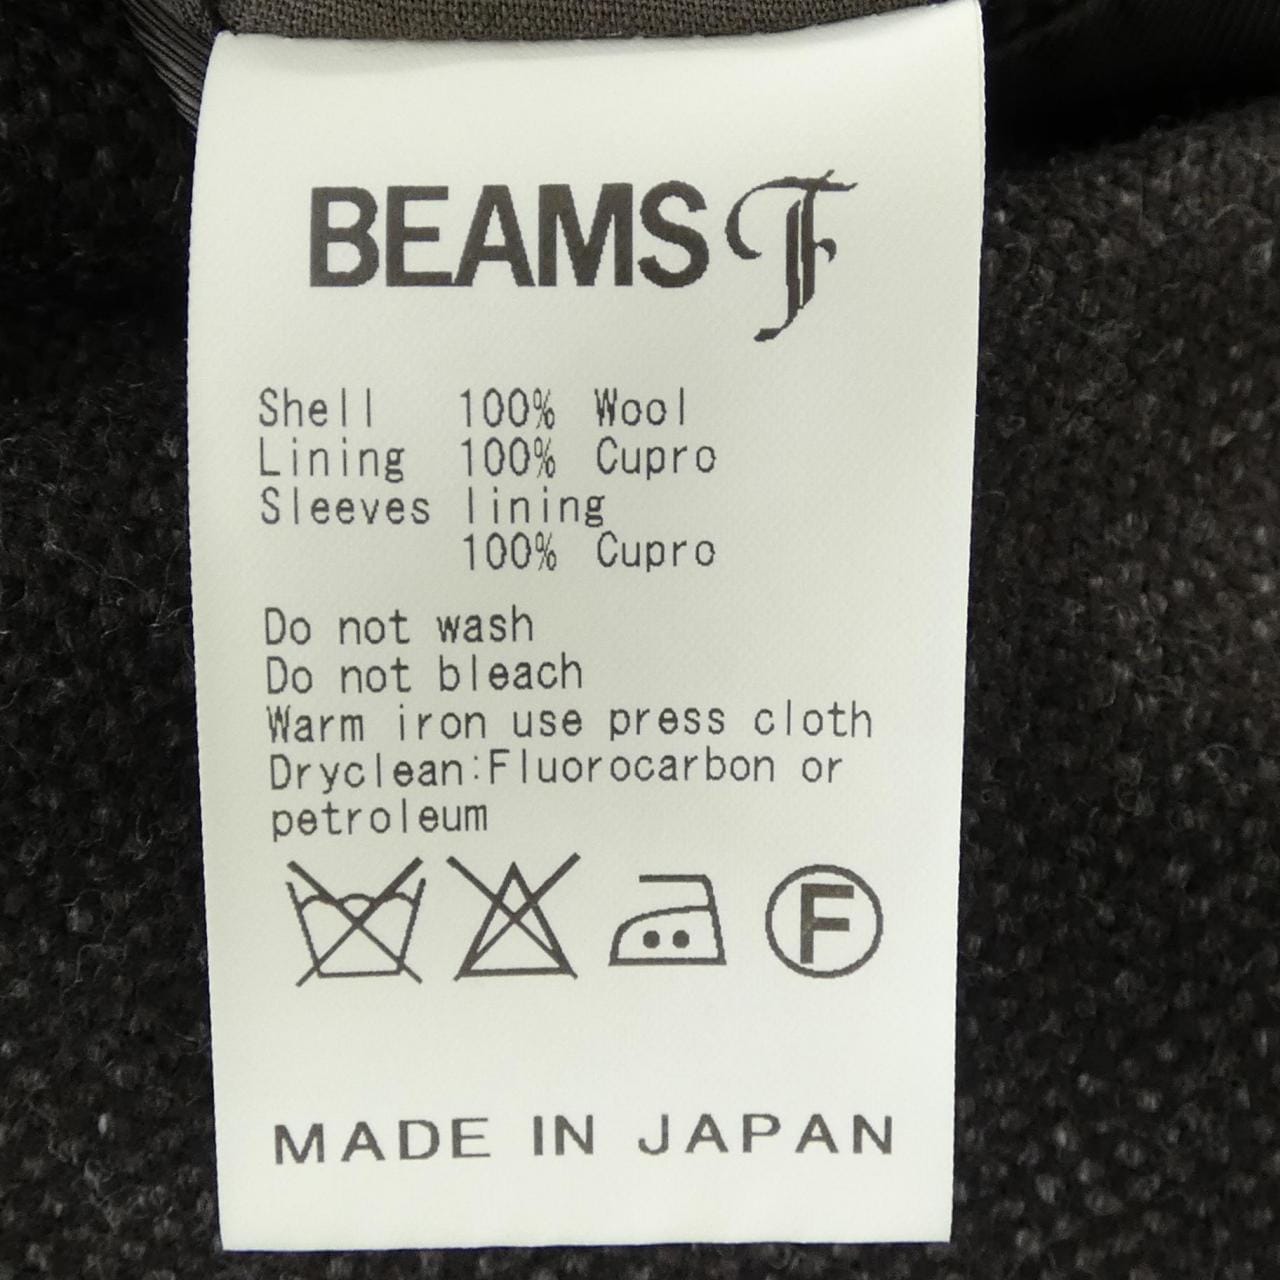 BEAMS F
Shell 100% Wool
Lining 100% Cupro
Sleeves lining
100% Cupro
Do not wash
Do not bleach
Warm iron use press cloth
Dryclean:Fluorocarbon or
petroleum
F
MADE IN JAPAN